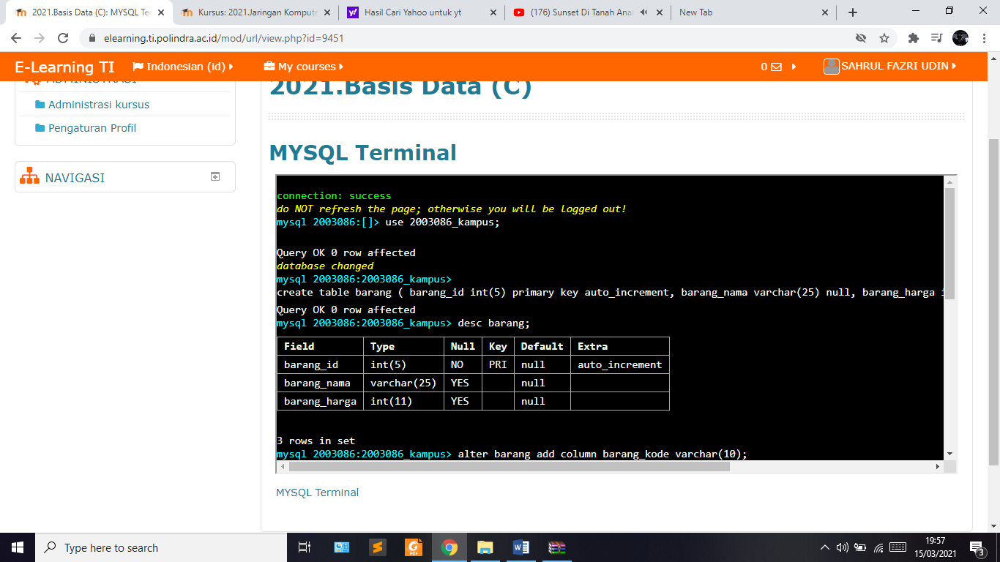 2021.Basis Data (C): MYSQL Te
Kursus: 2021.Jaringan Kompute
Hasil Cari Yahoo untuk yt
(176) Sunset Di Tanah Ana
New Tab
elearning.ti.polindra.ac.id/mod/url/view.php?id=9451
E-Learning TI
Indonesian (id)
My courses
0
SAHRUL FAZRI UDIN
ADMINISTRASI
Administrasi kursus
Pengaturan Profil
NAVIGASI
2021.Basis Data (C)
MYSQL Terminal
connection: success
do NOT refresh the page; otherwise you will be logged out!
mysql 2003086:[]> use 2003086_kampus;
Query OK 0 row affected
database changed
mysql 2003086:2003086_kampus>
create table barang ( barang_id int(5) primary key auto_increment, barang_nama varchar(25) null, barang_harga i
Query OK 0 row affected
mysql 2003086:2003086_kampus> desc barang;
Field Type Null Key Default Extra
barang_id int(5) NO PRI null auto_increment
barang_nama varchar(25) YES null
barang_harga int(11) YES null
3 rows in set
mysql 2003086:2003086_kampus> alter barang add column barang_kode varchar(10);
MYSQL Terminal
Type here to search
19:57
15/03/2021
3